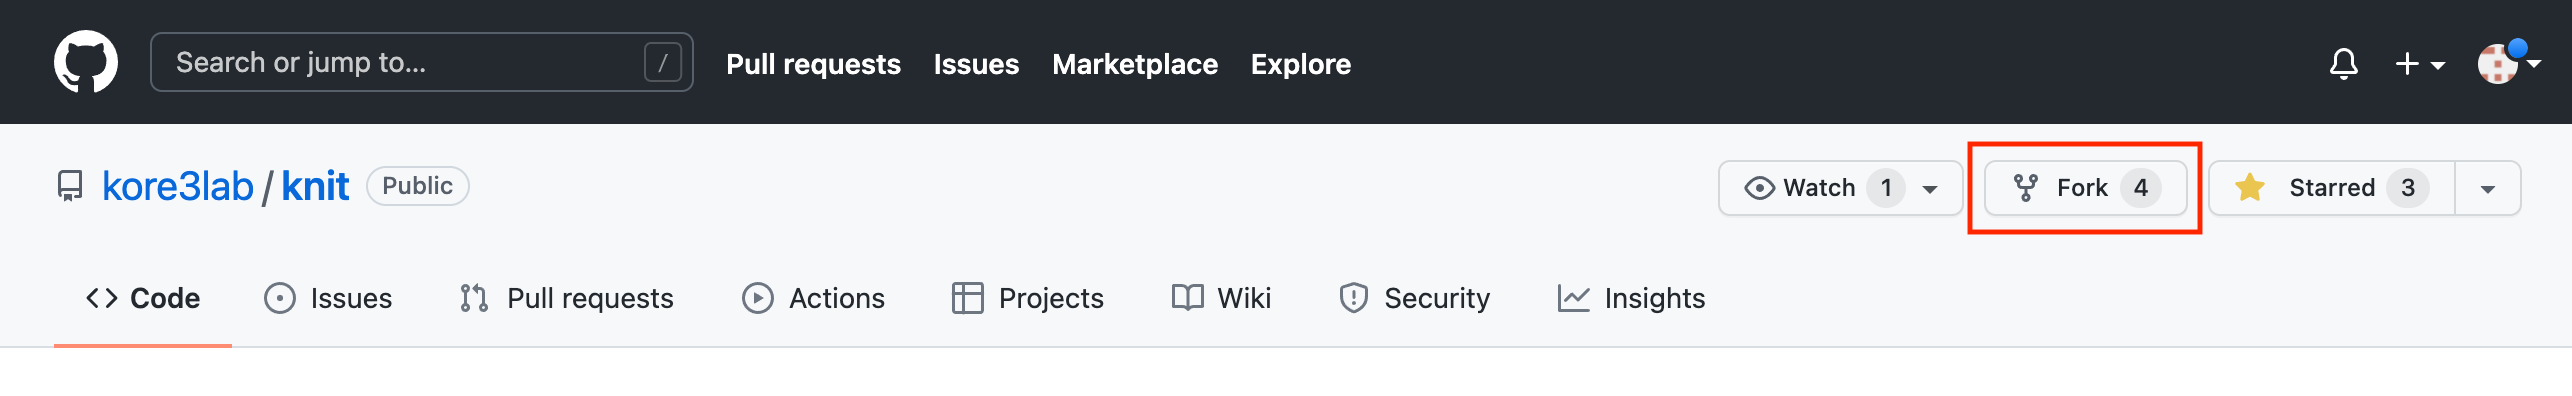 Search or jump to... / Pull requests Issues Marketplace Explore
kore3lab / knit Public Watch 1 Fork 4 Starred 3
Code Issues Pull requests Actions Projects Wiki Security Insights